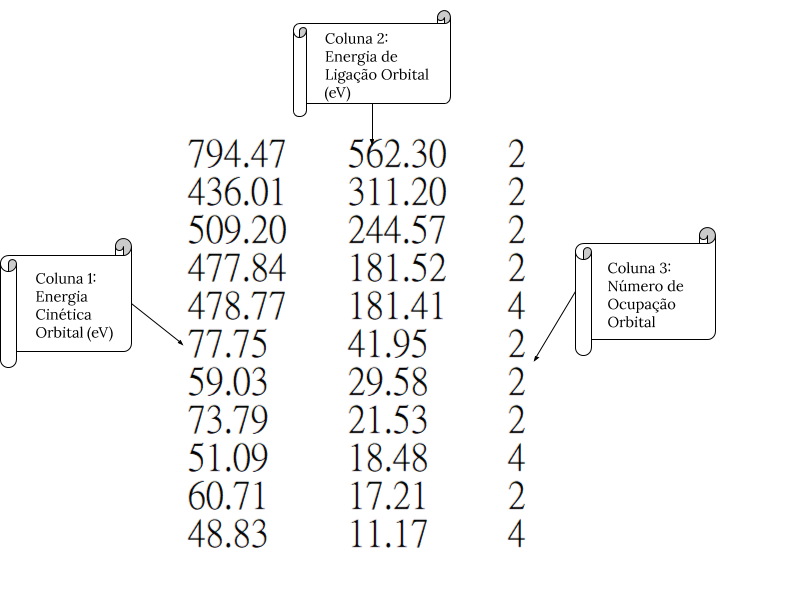 Coluna 2:
Energia de
Ligação Orbital
(eV)
794.47 562.30 2
436.01 311.20 2
509.20 244.57 2
477.84 181.52 2
478.77 181.41 4
77.75 41.95 2
59.03 29.58 2
73.79 21.53 2
51.09 18.48 4
60.71 17.21 2
48.83 11.17 4
Coluna 1:
Energia
Cinética
Orbital (eV)
Coluna 3:
Número de
Ocupação
Orbital